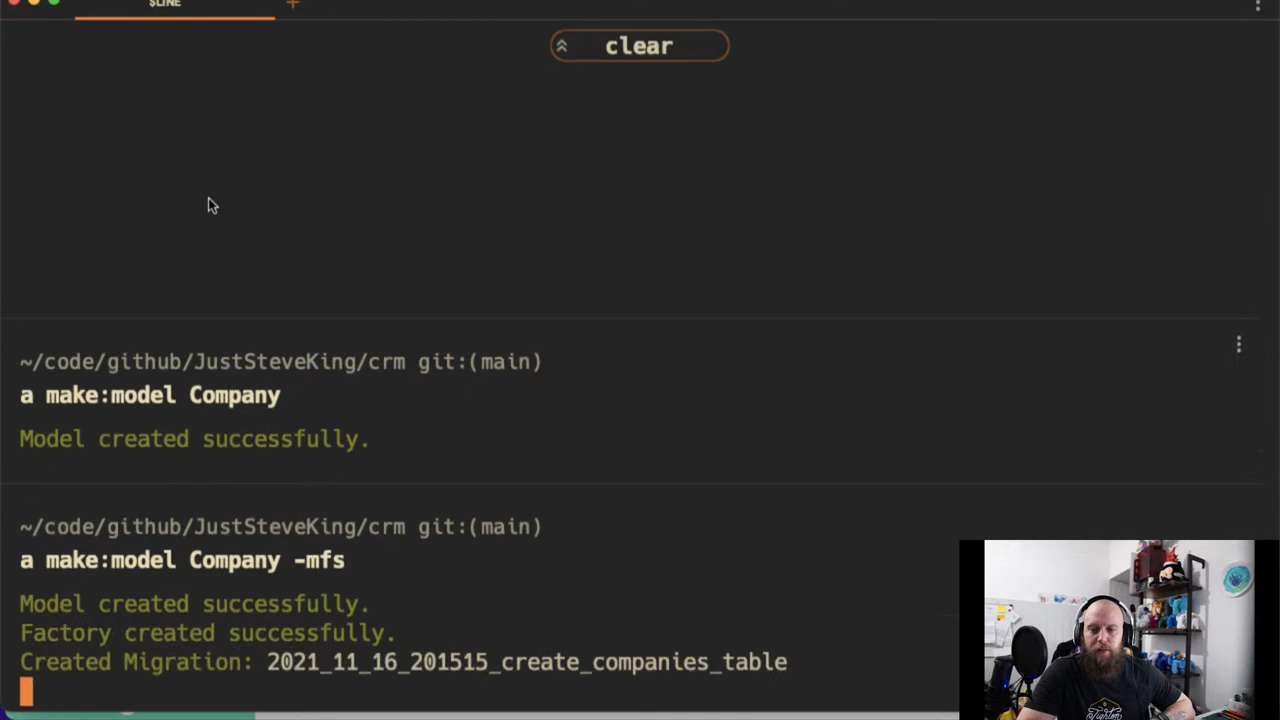 $LINE
clear
~/code/github/JustSteveKing/crm git:(main)
a make:model Company
Model created successfully.
~/code/github/JustSteveKing/crm git:(main)
a make:model Company -mfs
Model created successfully.
Factory created successfully.
Created Migration: 2021_11_16_201515_create_companies_table